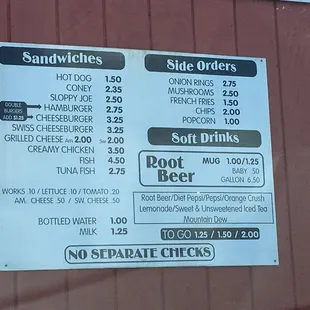 Sandwiches
HOT DOG 1.50
CONEY 2.35
SLOPPY JOE 2.50
DOUBLE BURGERS ADD $1.25
HAMBURGER 2.75
CHEESEBURGER 3.25
SWISS CHEESEBURGER 3.25
GRILLED CHEESE Am 2.00 Sw 2.00
CREAMY CHICKEN 3.50
FISH 4.50
TUNA FISH 2.75
WORKS .10 / LETTUCE .10 / TOMATO .20
AM. CHEESE .50 / SW. CHEESE .50
BOTTLED WATER 1.00
MILK 1.25
Side Orders
ONION RINGS 2.75
MUSHROOMS 2.50
FRENCH FRIES 1.50
CHIPS 2.00
POPCORN 1.00
Soft Drinks
Root Beer
MUG 1.00/1.25
BABY .50
GALLON 6.50
Root Beer/Diet Pepsi/Pepsi/Orange Crush
Lemonade/Sweet & Unsweetened Iced Tea
Mountain Dew
TO GO 1.25 / 1.50 / 2.00
NO SEPARATE CHECKS